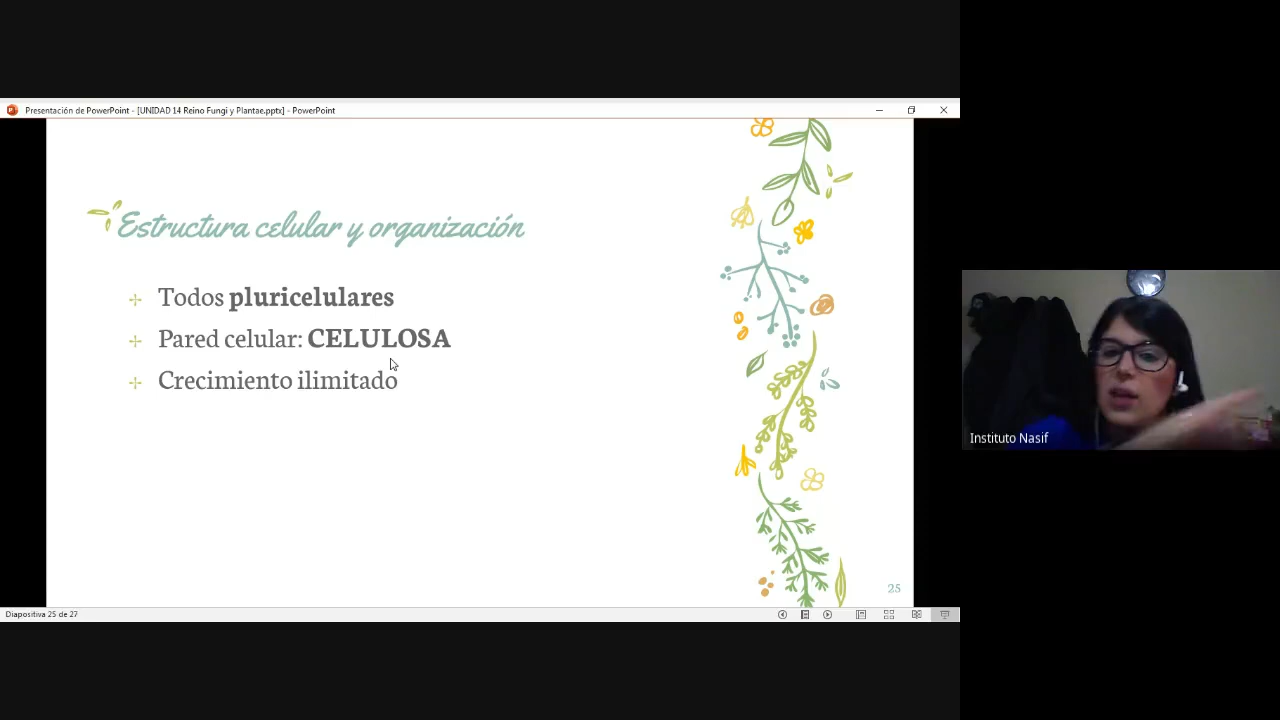 Presentación de PowerPoint - [UNIDAD 14 Reino Fungi y Plantae.pptx] - PowerPoint
Estructura celular y organización
Todos pluricelulares
Pared celular: CELULOSA
Crecimiento ilimitado
25
Diapositiva 25 de 27
Instituto Nasif